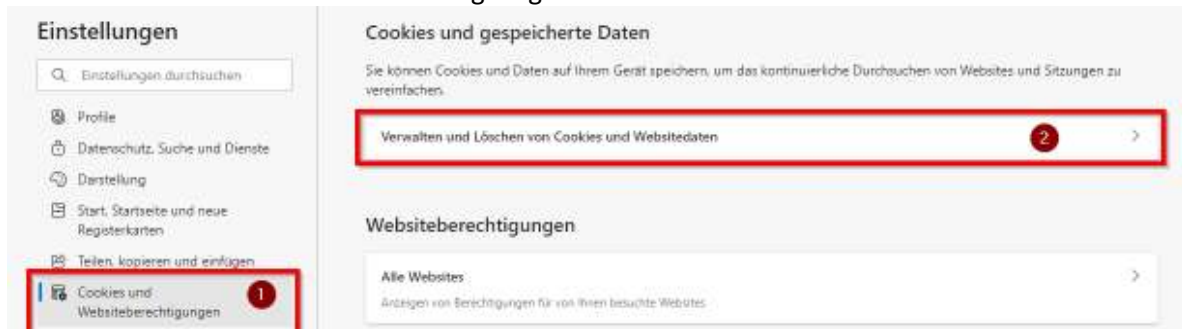 Einstellungen
Einstellungen durchsuchen
Profile
Datenschutz, Suche und Dienste
Darstellung
Start, Startseite und neue
Registerkarten
Teilen, kopieren und einfügen
Cookies und
Websiteberechtigungen
1
Cookies und gespeicherte Daten
Sie können Cookies und Daten auf Ihrem Gerät speichern, um das kontinuierliche Durchsuchen von Websites und Sitzungen zu
vereinfachen.
Verwalten und Löschen von Cookies und Websitedaten
2
Websiteberechtigungen
Alle Websites
Anzeigen von Berechtigungen für von Ihnen besuchte Websites